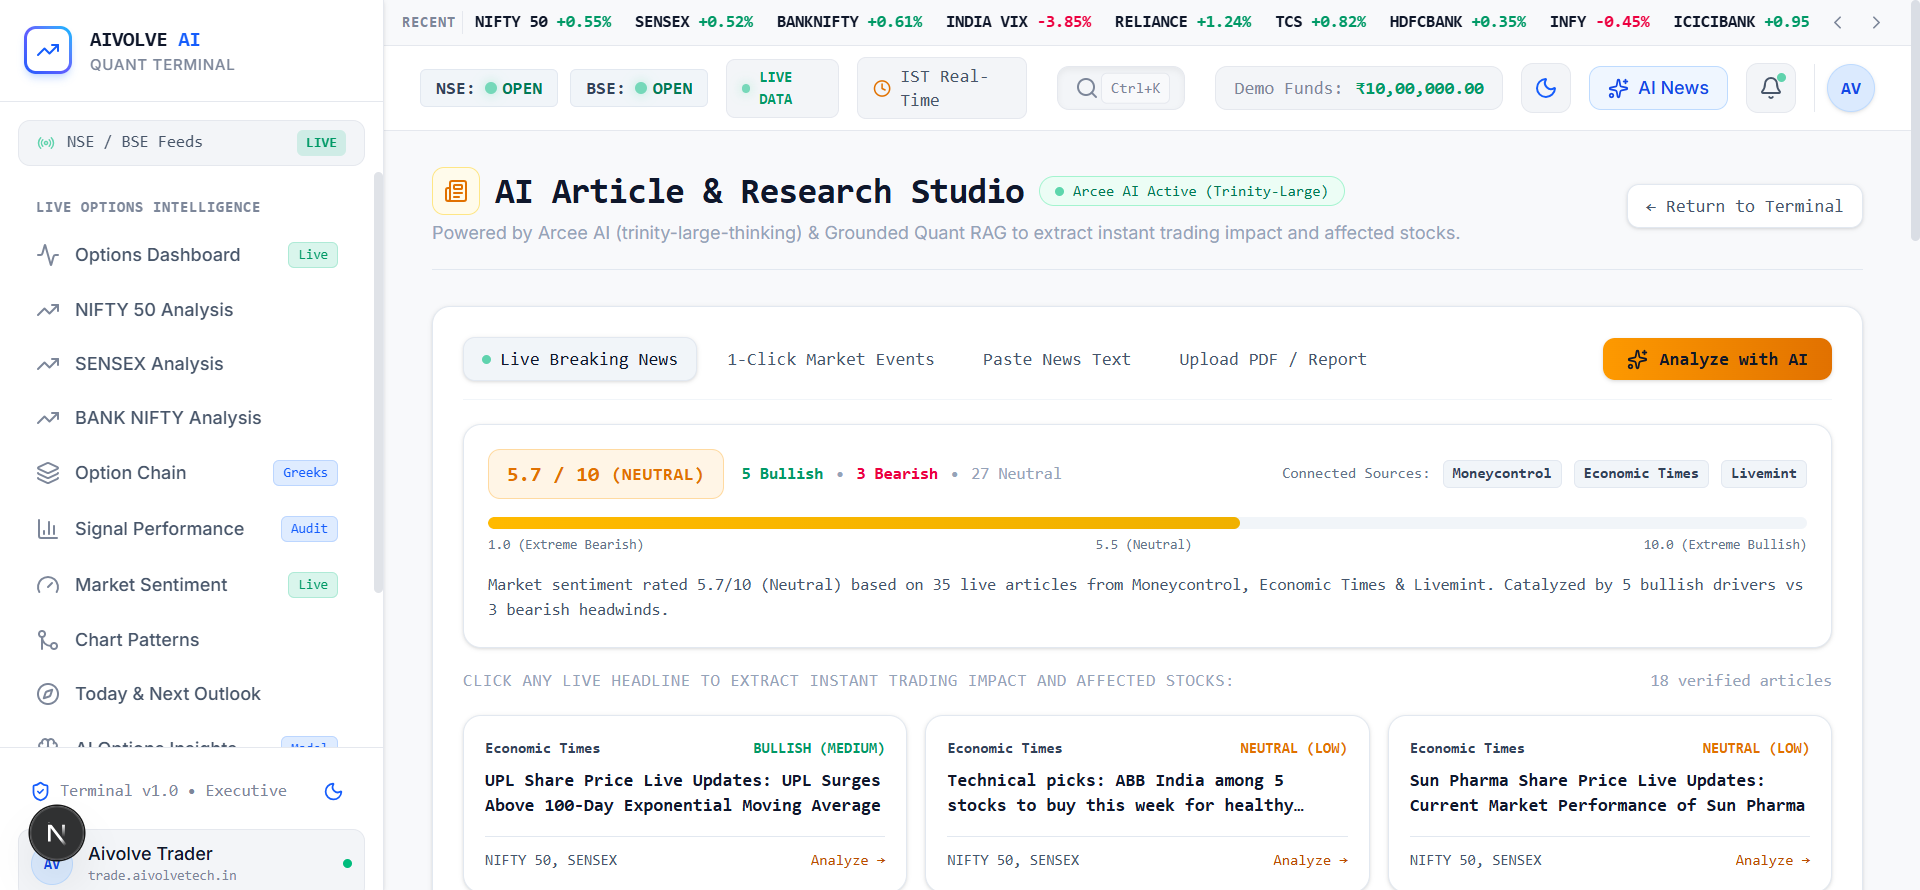 AIVOLVE AI
QUANT TERMINAL
NSE / BSE Feeds LIVE
LIVE OPTIONS INTELLIGENCE
Options Dashboard Live
NIFTY 50 Analysis
SENSEX Analysis
BANK NIFTY Analysis
Option Chain Greeks
Signal Performance Audit
Market Sentiment Live
Chart Patterns
Today & Next Outlook
AI Options Insights Model
Terminal v1.0 • Executive
N
AV
Aivolve Trader
trade.aivolvetech.in
RECENT NIFTY 50 +0.55% SENSEX +0.52% BANKNIFTY +0.61% INDIA VIX -3.85% RELIANCE +1.24% TCS +0.82% HDFCBANK +0.35% INFY -0.45% ICICIBANK +0.95
NSE: OPEN BSE: OPEN
LIVE
DATA
IST Real-
Time
Ctrl+K
Demo Funds: ₹10,00,000.00
AI News
AV
AI Article & Research Studio
Arcee AI Active (Trinity-Large)
Powered by Arcee AI (trinity-large-thinking) & Grounded Quant RAG to extract instant trading impact and affected stocks.
← Return to Terminal
Live Breaking News 1-Click Market Events Paste News Text Upload PDF / Report
Analyze with AI
5.7 / 10 (NEUTRAL) 5 Bullish • 3 Bearish • 27 Neutral
Connected Sources: Moneycontrol Economic Times Livemint
1.0 (Extreme Bearish) 5.5 (Neutral) 10.0 (Extreme Bullish)
Market sentiment rated 5.7/10 (Neutral) based on 35 live articles from Moneycontrol, Economic Times & Livemint. Catalyzed by 5 bullish drivers vs
3 bearish headwinds.
CLICK ANY LIVE HEADLINE TO EXTRACT INSTANT TRADING IMPACT AND AFFECTED STOCKS: 18 verified articles
Economic Times BULLISH (MEDIUM)
UPL Share Price Live Updates: UPL Surges
Above 100-Day Exponential Moving Average
NIFTY 50, SENSEX Analyze →
Economic Times NEUTRAL (LOW)
Technical picks: ABB India among 5
stocks to buy this week for healthy…
NIFTY 50, SENSEX Analyze →
Economic Times NEUTRAL (LOW)
Sun Pharma Share Price Live Updates:
Current Market Performance of Sun Pharma
NIFTY 50, SENSEX Analyze →